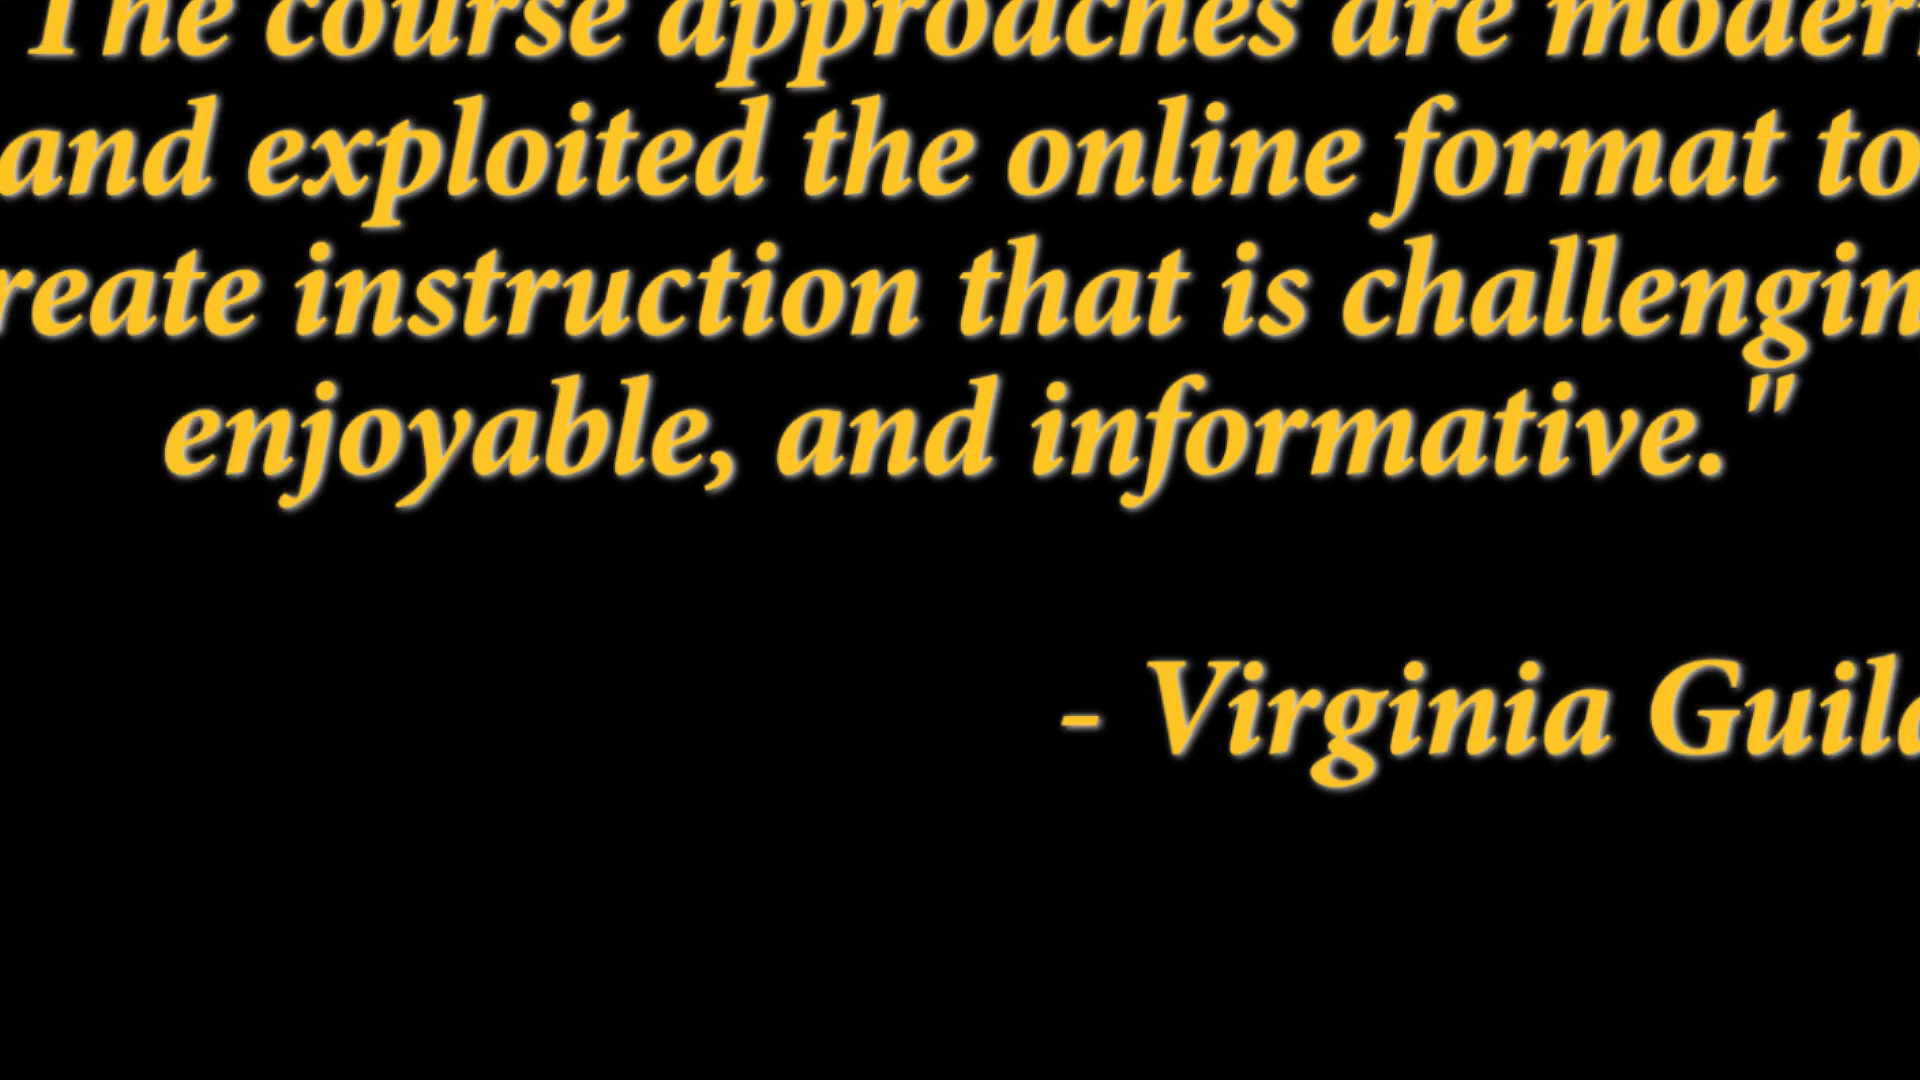 The course approaches are modern
and exploited the online format to
reate instruction that is challengin
enjoyable, and informative."
- Virginia Guil